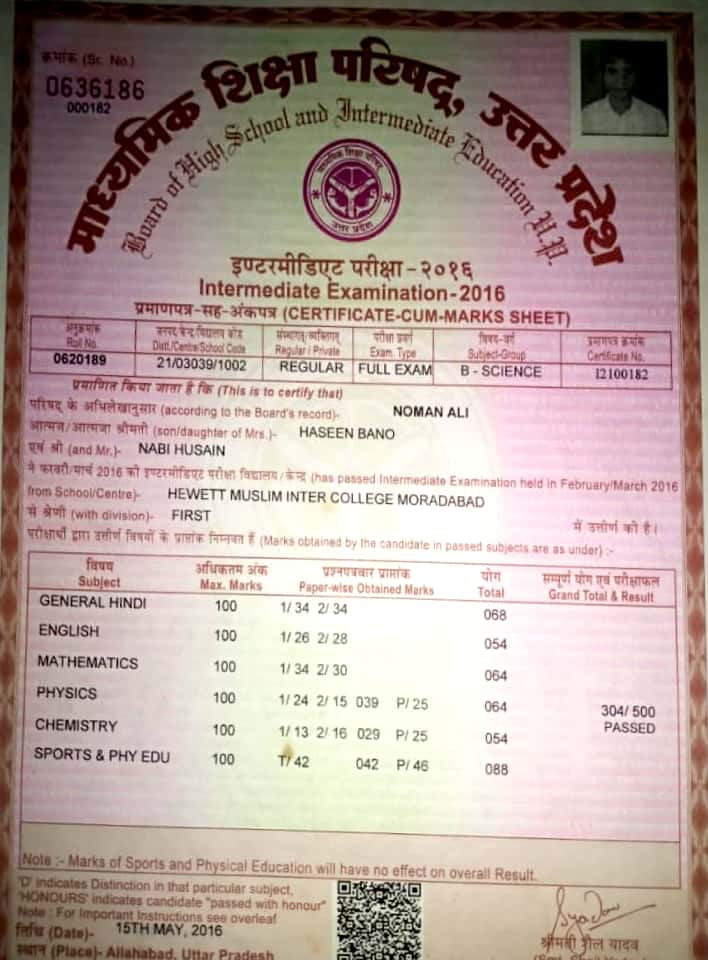 क्रमांक (Sr. No.)
0636186
000182
माध्यमिक शिक्षा परिषद्, उत्तर प्रदेश
Board of High School and Intermediate Education U.P.
माध्यमिक शिक्षा परिषद्
उत्तर प्रदेश
इण्टरमीडिएट परीक्षा - २०१६
Intermediate Examination-2016
प्रमाणपत्र-सह-अंकपत्र (CERTIFICATE-CUM-MARKS SHEET)
अनुक्रमांक जनपद केन्द्र/विद्यालय कोड संस्थागत्/व्यक्तिगत् परीक्षा प्रवर्ग विषय-वर्ग प्रमाणपत्र क्रमांक
Roll No. Distt./Centre/School Code Regular / Private Exam. Type Subject-Group Certificate No.
0620189 21/03039/1002 REGULAR FULL EXAM B - SCIENCE I2100182
प्रमाणित किया जाता है कि (This is to certify that)
परिषद् के अभिलेखानुसार (according to the Board's record)- NOMAN ALI
आत्मज/आत्मजा श्रीमती (son/daughter of Mrs.)- HASEEN BANO
एवं श्री (and Mr.)- NABI HUSAIN
ने फरवरी/मार्च 2016 की इण्टरमीडिएट परीक्षा विद्यालय/केन्द्र (has passed Intermediate Examination held in February/March 2016
from School/Centre)- HEWETT MUSLIM INTER COLLEGE MORADABAD
से श्रेणी (with division)- FIRST में उत्तीर्ण की है।
परीक्षार्थी द्वारा उत्तीर्ण विषयों के प्राप्तांक निम्नवत हैं (Marks obtained by the candidate in passed subjects are as under) :-
विषय अधिकतम अंक प्रश्नपत्रवार प्राप्तांक योग सम्पूर्ण योग एवं परीक्षाफल
Subject Max. Marks Paper-wise Obtained Marks Total Grand Total & Result
GENERAL HINDI 100 1/ 34 2/ 34 068
ENGLISH 100 1/ 26 2/ 28 054
MATHEMATICS 100 1/ 34 2/ 30 064
PHYSICS 100 1/ 24 2/ 15 039 P/ 25 064 304/ 500
CHEMISTRY 100 1/ 13 2/ 16 029 P/ 25 054 PASSED
SPORTS & PHY EDU 100 T/ 42 042 P/ 46 088
Note :- Marks of Sports and Physical Education will have no effect on overall Result.
'D' indicates Distinction in that particular subject.
'HONOURS' indicates candidate "passed with honour"
Note : For Important Instructions see overleaf
तिथि (Date)- 15TH MAY, 2016
स्थान (Place)- Allahabad, Uttar Pradesh
श्रीमती शैल यादव